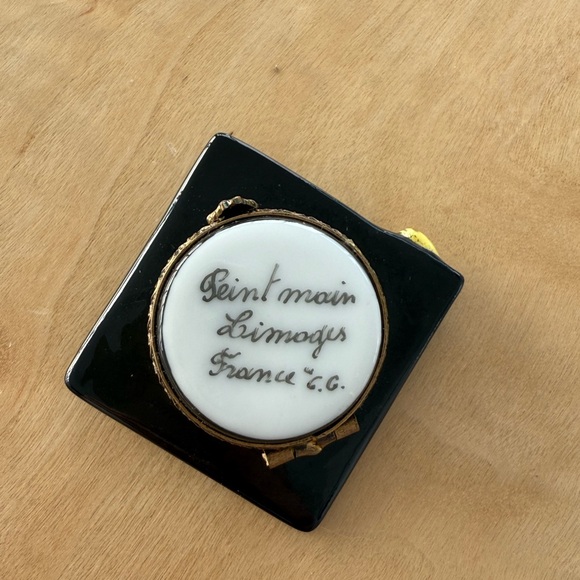 Peint main
Limoges
France "C.G.